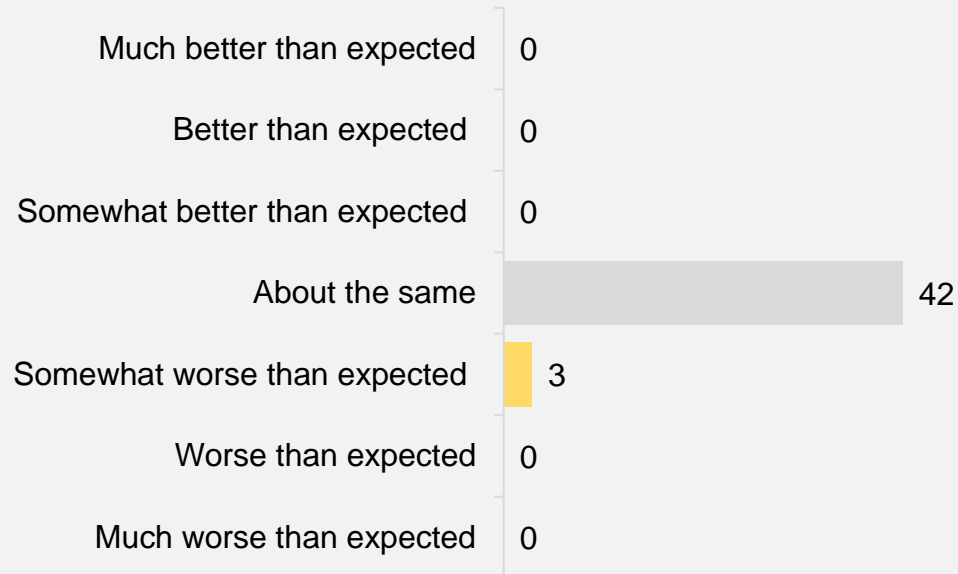 Much better than expected 0
Better than expected 0
Somewhat better than expected 0
About the same 42
Somewhat worse than expected 3
Worse than expected 0
Much worse than expected 0